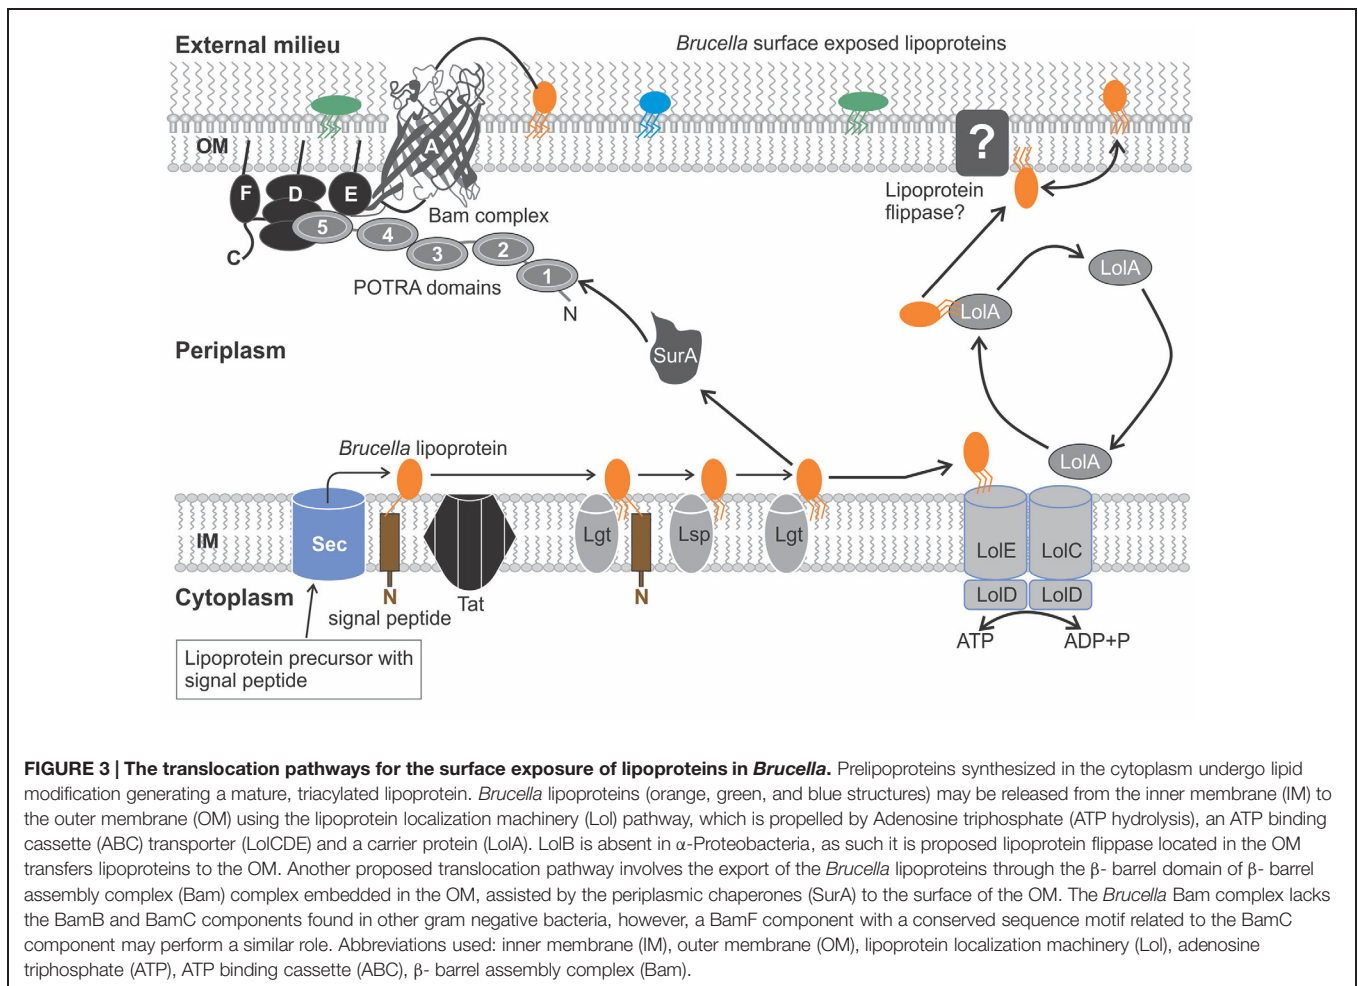 External milieu
Brucella surface exposed lipoproteins
OM
A
?
F
D
E
Lipoprotein
flippase?
Bam complex
5
4
3
2
1
C
POTRA domains
N
LolA
LolA
Periplasm
SurA
Brucella lipoprotein
LolA
IM
Sec
Lgt
Lsp
Lgt
LolE
LolC
Cytoplasm
N
signal peptide
Tat
N
LolD
LolD
ATP
ADP+P
Lipoprotein precursor with
signal peptide
FIGURE 3 | The translocation pathways for the surface exposure of lipoproteins in Brucella. Prelipoproteins synthesized in the cytoplasm undergo lipid
modification generating a mature, triacylated lipoprotein. Brucella lipoproteins (orange, green, and blue structures) may be released from the inner membrane (IM) to
the outer membrane (OM) using the lipoprotein localization machinery (Lol) pathway, which is propelled by Adenosine triphosphate (ATP hydrolysis), an ATP binding
cassette (ABC) transporter (LolCDE) and a carrier protein (LolA). LolB is absent in α-Proteobacteria, as such it is proposed lipoprotein flippase located in the OM
transfers lipoproteins to the OM. Another proposed translocation pathway involves the export of the Brucella lipoproteins through the β- barrel domain of β- barrel
assembly complex (Bam) complex embedded in the OM, assisted by the periplasmic chaperones (SurA) to the surface of the OM. The Brucella Bam complex lacks
the BamB and BamC components found in other gram negative bacteria, however, a BamF component with a conserved sequence motif related to the BamC
component may perform a similar role. Abbreviations used: inner membrane (IM), outer membrane (OM), lipoprotein localization machinery (Lol), adenosine
triphosphate (ATP), ATP binding cassette (ABC), β- barrel assembly complex (Bam).